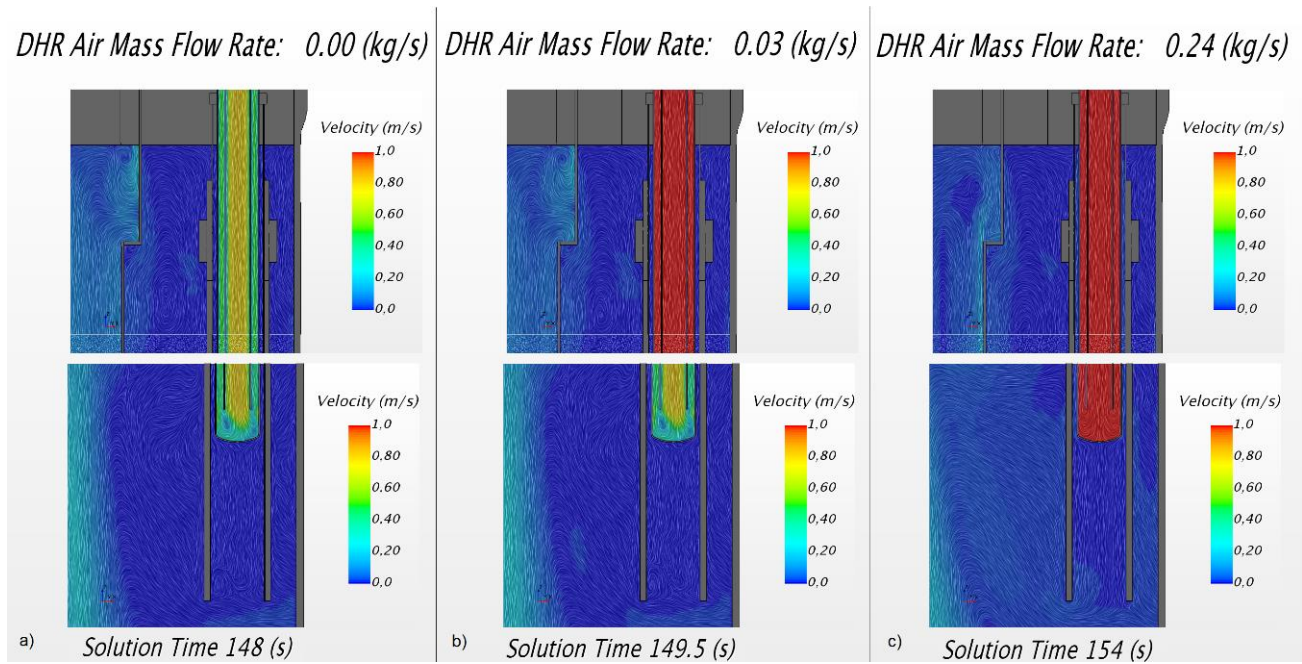 DHR Air Mass Flow Rate: 0.00 (kg/s)
Velocity (m/s)
1,0
0,80
0,60
0,40
0,20
0,0
Velocity (m/s)
1,0
0,80
0,60
0,40
0,20
0,0
a)
Solution Time 148 (s)
DHR Air Mass Flow Rate: 0.03 (kg/s)
Velocity (m/s)
1,0
0,80
0,60
0,40
0,20
0,0
Velocity (m/s)
1,0
0,80
0,60
0,40
0,20
0,0
b)
Solution Time 149.5 (s)
DHR Air Mass Flow Rate: 0.24 (kg/s)
Velocity (m/s)
1,0
0,80
0,60
0,40
0,20
0,0
Velocity (m/s)
1,0
0,80
0,60
0,40
0,20
0,0
c)
Solution Time 154 (s)